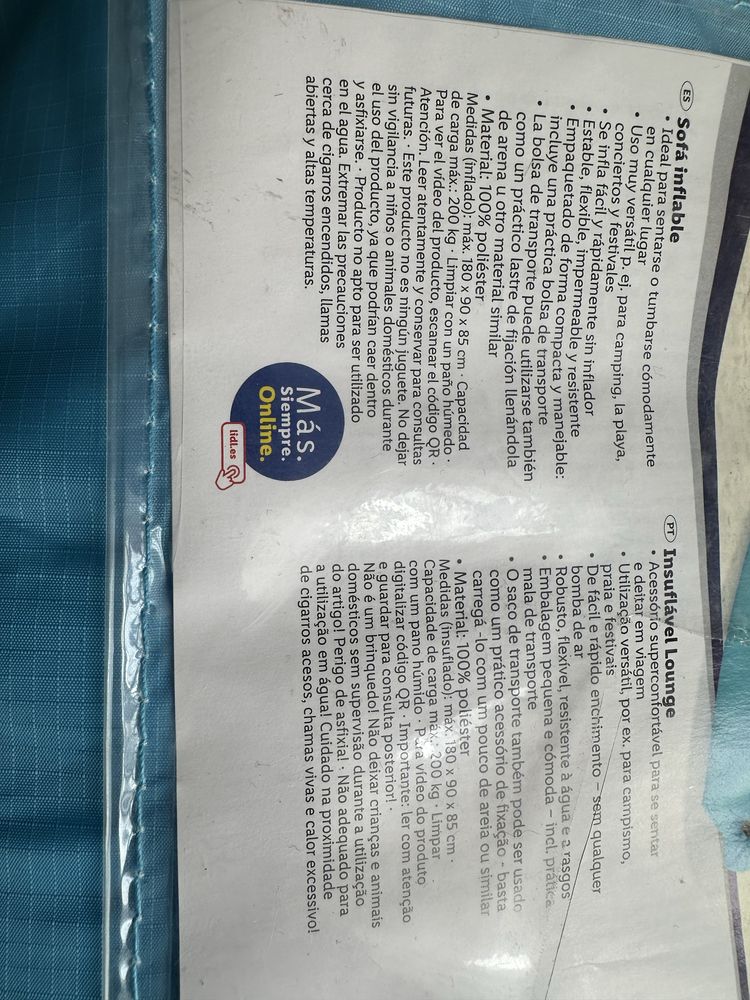 ES Sofá inflable
• Ideal para sentarse o tumbarse cómodamente
en cualquier lugar
• Uso muy versátil p. ej. para camping, la playa,
conciertos y festivales
• Se infla fácil y rápidamente sin inflador
• Estable, flexible, impermeable y resistente
• Empaquetado de forma compacta y manejable:
incluye una práctica bolsa de transporte
• La bolsa de transporte puede utilizarse también
como un práctico lastre de fijación llenándola
de arena u otro material similar
• Material: 100% poliéster
Medidas (inflado): máx. 180 x 90 x 85 cm · Capacidad
de carga máx.: 200 kg · Limpiar con un paño húmedo ·
Para ver el vídeo del producto, escanear el código QR ·
Atención. Leer atentamente y conservar para consultas
futuras. · Este producto no es ningún juguete. No dejar
sin vigilancia a niños o animales domésticos durante
el uso del producto, ya que podrían caer dentro
y asfixiarse. · Producto no apto para ser utilizado
en el agua. Extremar las precauciones
cerca de cigarros encendidos, llamas
abiertas y altas temperaturas.
Más.
Siempre.
Online.
lidl.es
PT Insuflável Lounge
• Acessório superconfortável para se sentar
e deitar em viagem
• Utilização versátil, por ex. para campismo,
praia e festivais
• De fácil e rápido enchimento – sem qualquer
bomba de ar
• Robusto, flexível, resistente à água e a rasgos
• Embalagem pequena e cómoda – incl. prática
mala de transporte
• O saco de transporte também pode ser usado
como um prático acessório de fixação - basta
carregá -lo com um pouco de areia ou similar
• Material: 100% poliéster
Medidas (insuflado): máx. 180 x 90 x 85 cm ·
Capacidade de carga máx.: 200 kg · Limpar
com um pano húmido · Para vídeo do produto
digitalizar código QR · Importante: ler com atenção
e guardar para consulta posterior! ·
Não é um brinquedo! Não deixar crianças e animais
domésticos sem supervisão durante a utilização
do artigo! Perigo de asfixia! · Não adequado para
a utilização em água! Cuidado na proximidade
de cigarros acesos, chamas vivas e calor excessivo!